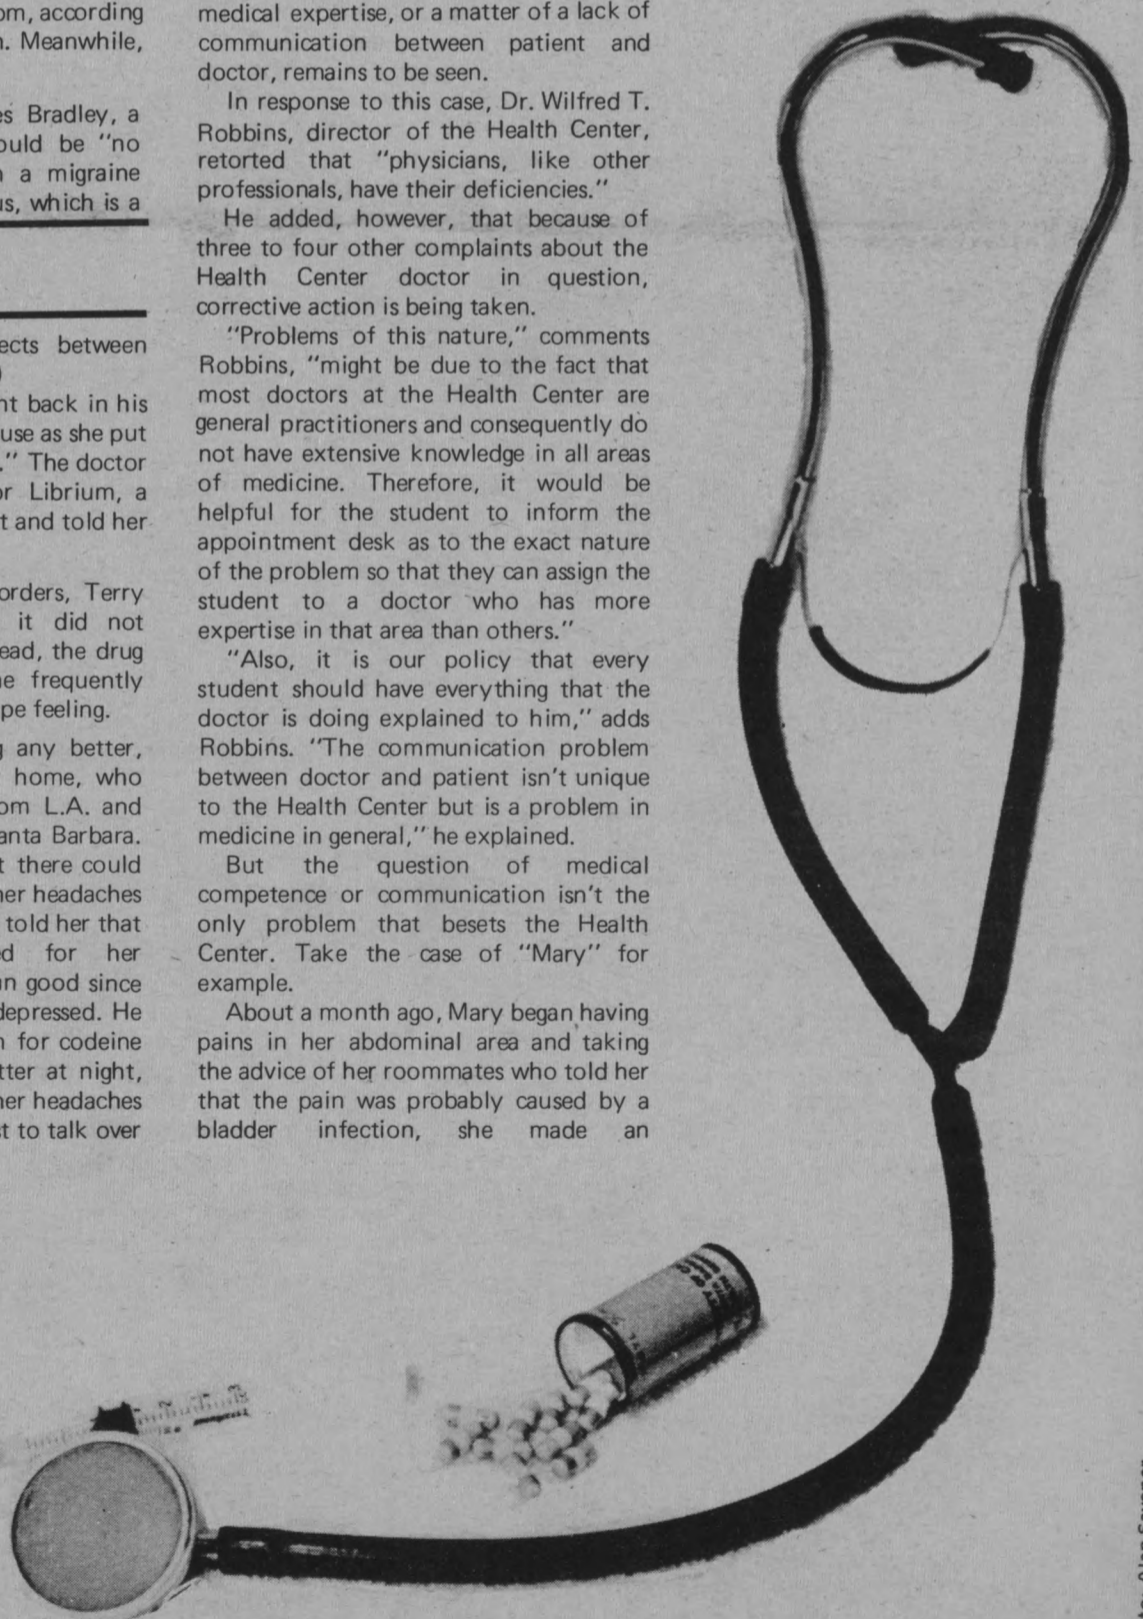 om, according
n. Meanwhile,
es Bradley, a
ould be "no
n a migraine
us, which is a
ects between
)
nt back in his
use as she put
." The doctor
or Librium, a
t and told her
orders, Terry
it did not
ead, the drug
ne frequently
pe feeling.
g any better,
home, who
om L.A. and
anta Barbara.
t there could
her headaches
told her that
ed for her
an good since
depressed. He
n for codeine
tter at night,
her headaches
st to talk over
medical expertise, or a matter of a lack of
communication between patient and
doctor, remains to be seen.
In response to this case, Dr. Wilfred T.
Robbins, director of the Health Center,
retorted that "physicians, like other
professionals, have their deficiencies."
He added, however, that because of
three to four other complaints about the
Health Center doctor in question,
corrective action is being taken.
"Problems of this nature," comments
Robbins, "might be due to the fact that
most doctors at the Health Center are
general practitioners and consequently do
not have extensive knowledge in all areas
of medicine. Therefore, it would be
helpful for the student to inform the
appointment desk as to the exact nature
of the problem so that they can assign the
student to a doctor who has more
expertise in that area than others."
"Also, it is our policy that every
student should have everything that the
doctor is doing explained to him," adds
Robbins. "The communication problem
between doctor and patient isn't unique
to the Health Center but is a problem in
medicine in general," he explained.
But the question of medical
competence or communication isn't the
only problem that besets the Health
Center. Take the case of "Mary" for
example.
About a month ago, Mary began having
pains in her abdominal area and taking
the advice of her roommates who told her
that the pain was probably caused by a
bladder infection, she made an